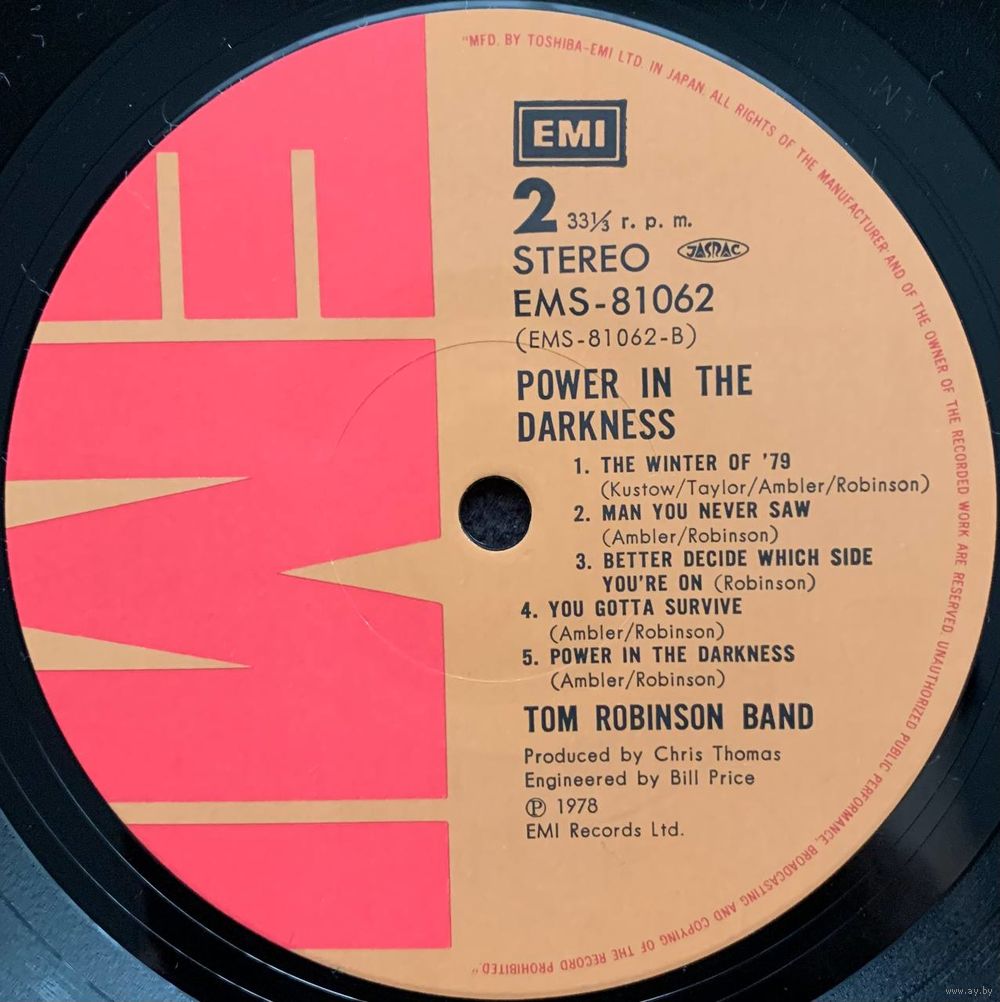 "MFD. BY TOSHIBA-EMI LTD. IN JAPAN. ALL RIGHTS OF THE MANUFACTURER AND OF THE OWNER OF THE RECORDED WORK ARE RESERVED. UNAUTHORIZED PUBLIC PERFORMANCE, BROADCASTING AND COPYING OF THE RECORD PROHIBITED."
EMI
EMI
2 33⅓ r. p. m.
STEREO JASRAC
EMS-81062
(EMS-81062-B)
POWER IN THE
DARKNESS
1. THE WINTER OF '79
(Kustow/Taylor/Ambler/Robinson)
2. MAN YOU NEVER SAW
(Ambler/Robinson)
3. BETTER DECIDE WHICH SIDE
YOU'RE ON (Robinson)
4. YOU GOTTA SURVIVE
(Ambler/Robinson)
5. POWER IN THE DARKNESS
(Ambler/Robinson)
TOM ROBINSON BAND
Produced by Chris Thomas
Engineered by Bill Price
℗ 1978
EMI Records Ltd.
www.ay.by